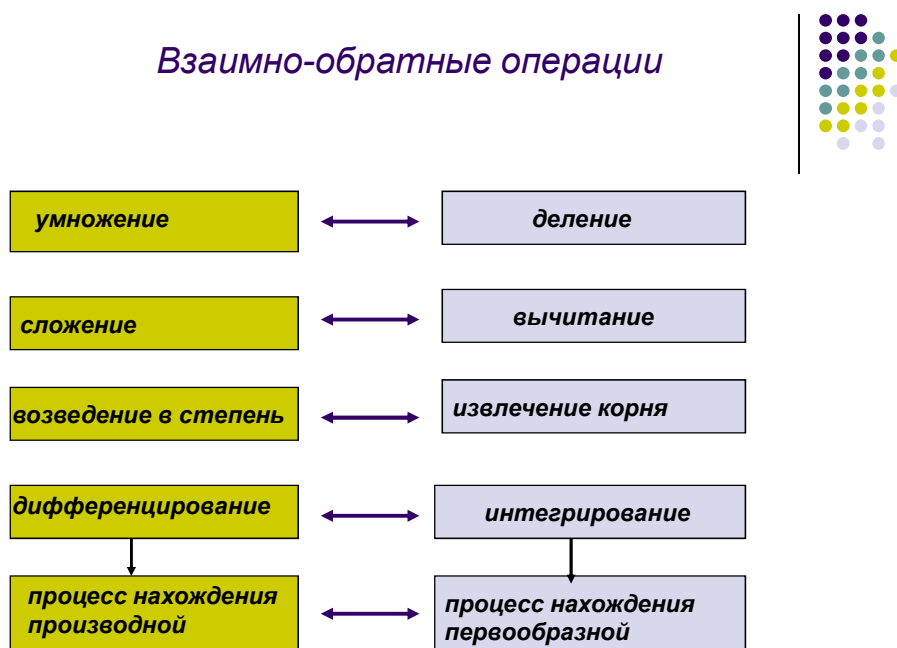 Взаимно-обратные операции
умножение
деление
сложение
вычитание
возведение в степень
извлечение корня
дифференцирование
интегрирование
процесс нахождения
производной
процесс нахождения
первообразной